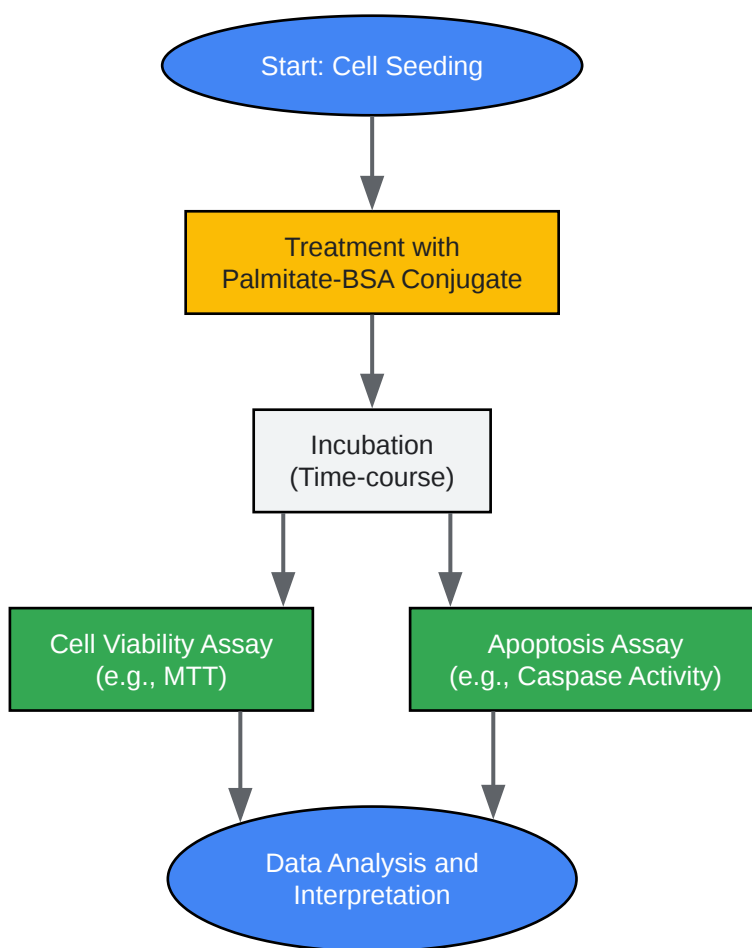 Start: Cell Seeding
Treatment with
Palmitate-BSA Conjugate
Incubation
(Time-course)
Cell Viability Assay
(e.g., MTT)
Apoptosis Assay
(e.g., Caspase Activity)
Data Analysis and
Interpretation